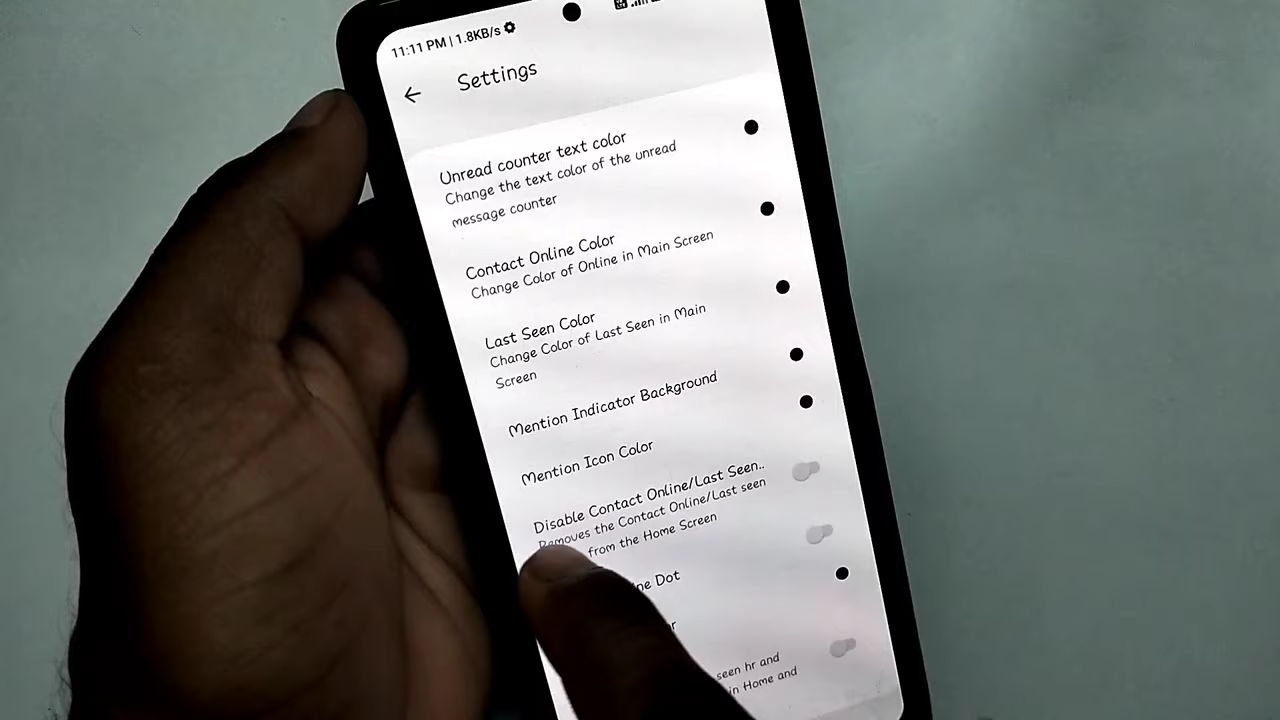 11:11 PM | 1.8KB/s
Settings
Unread counter text color
Change the text color of the unread
message counter
Contact Online Color
Change Color of Online in Main Screen
Last Seen Color
Change Color of Last Seen in Main
Screen
Mention Indicator Background
Mention Icon Color
Disable Contact Online/Last Seen..
Removes the Contact Online/Last seen
from the Home Screen
Dot
seen hr and
in Home and